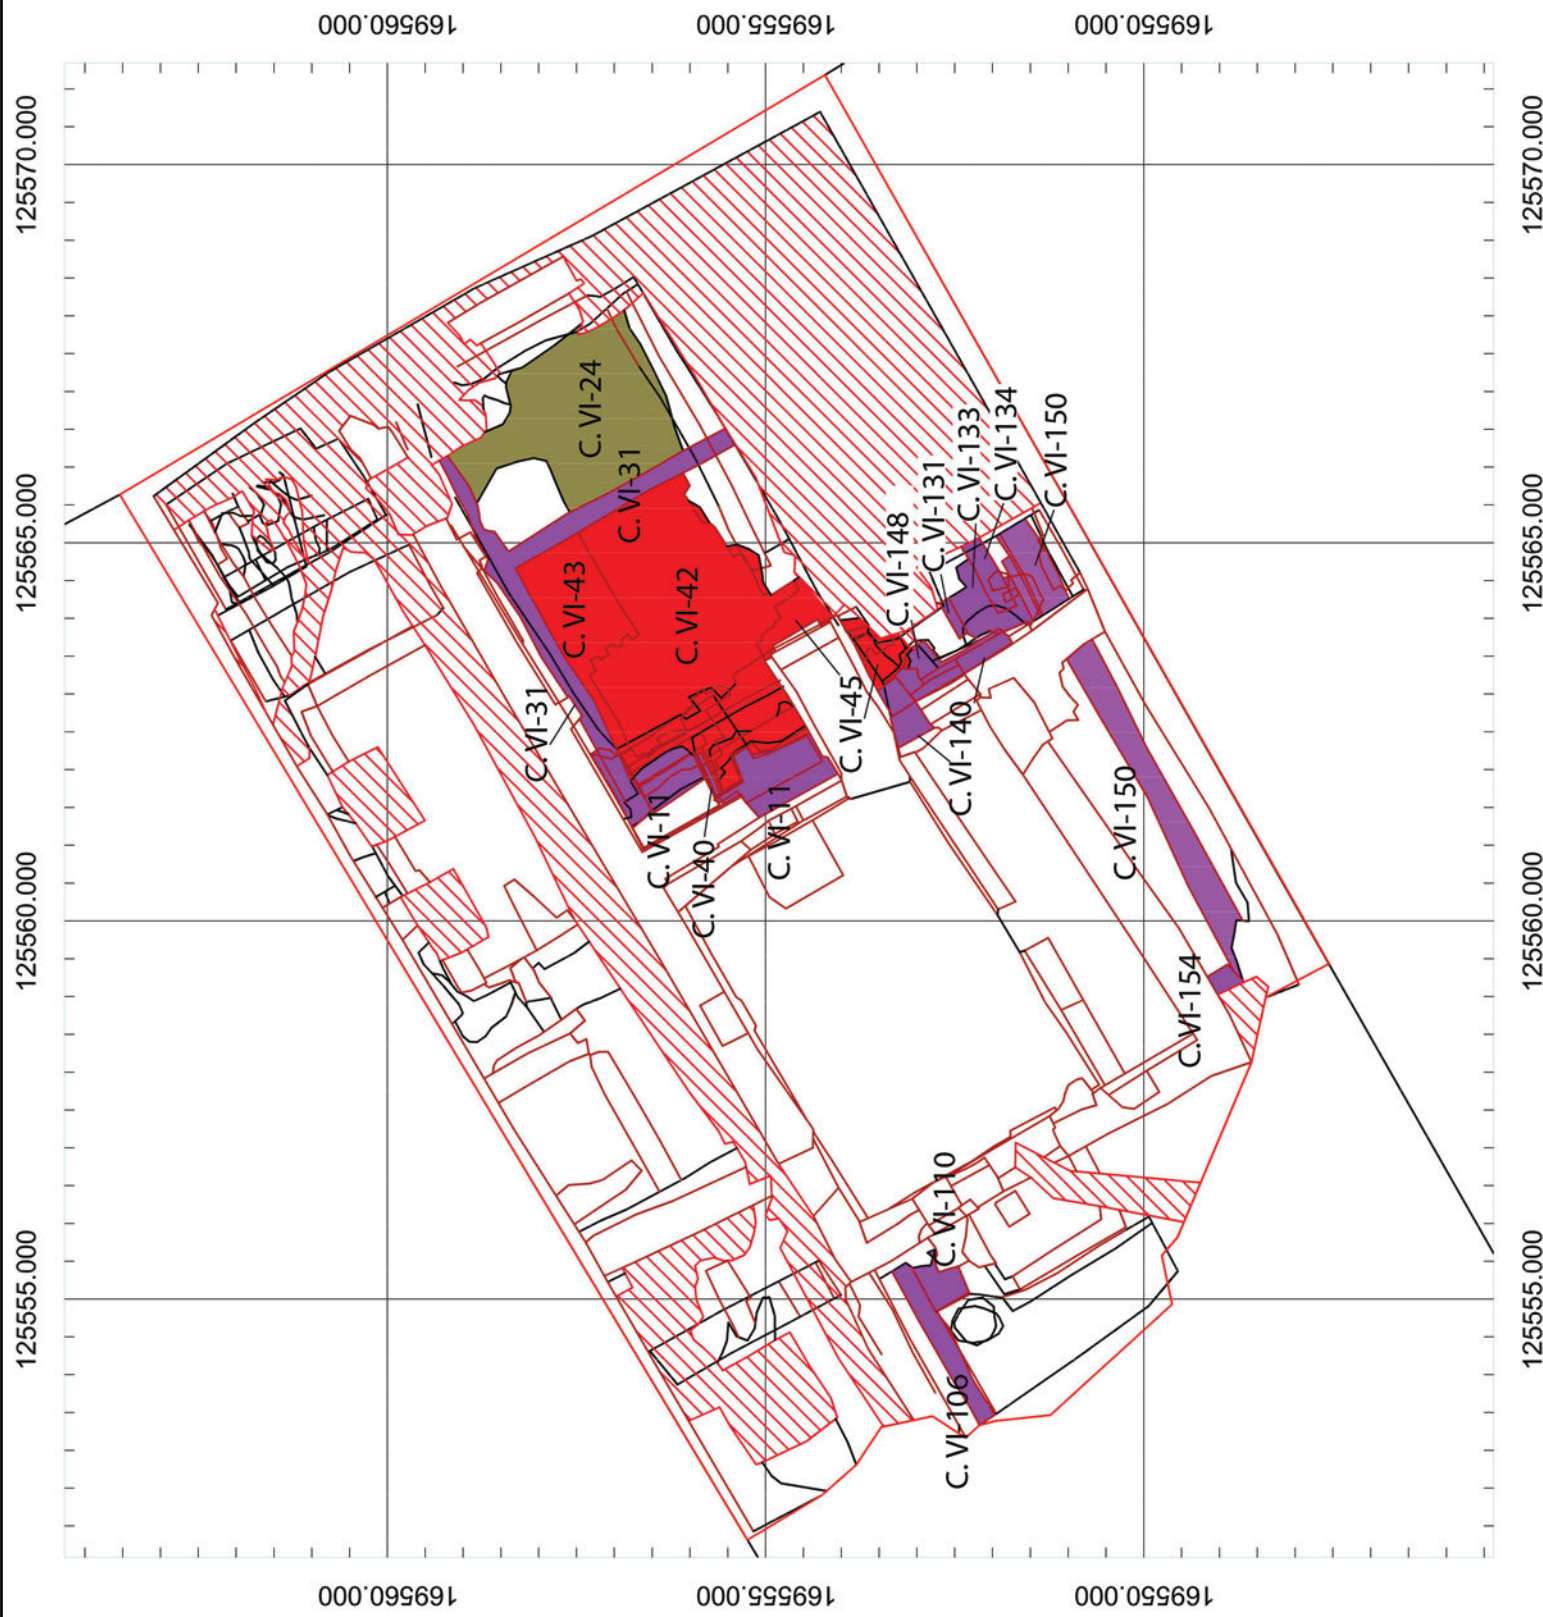 169560.000
169555.000
169550.000
125570.000
125570.000
C. VI-24
C. VI-31
C. VI-134
C. VI-150
C. VI-133
C. VI-131
125565.000
125565.000
C. VI-148
C. VI-43
C. VI-42
C. VI-31
C. VI-45
C. VI-140
C. VI-150
C. VI-11
C. VI-11
C. VI-40
125560.000
125560.000
C. VI-154
C. VI-110
125555.000
125555.000
C. VI-106
169560.000
169555.000
169550.000